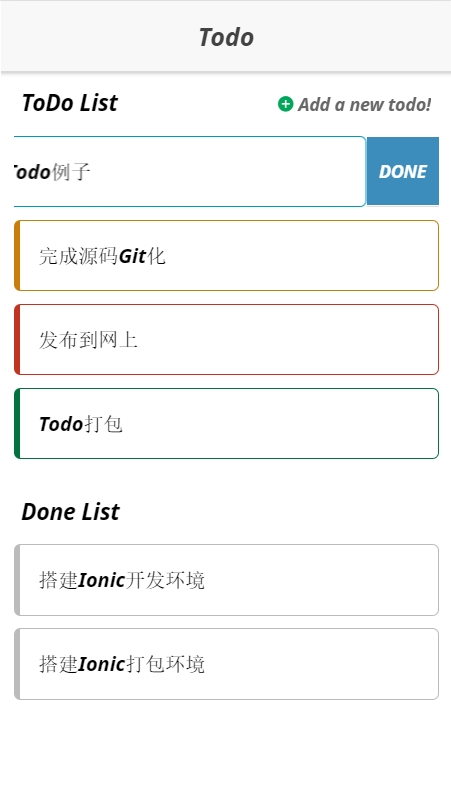 Todo
ToDo List
Add a new todo!
Todo例子
DONE
完成源码Git化
发布到网上
Todo打包
Done List
搭建Ionic开发环境
搭建Ionic打包环境